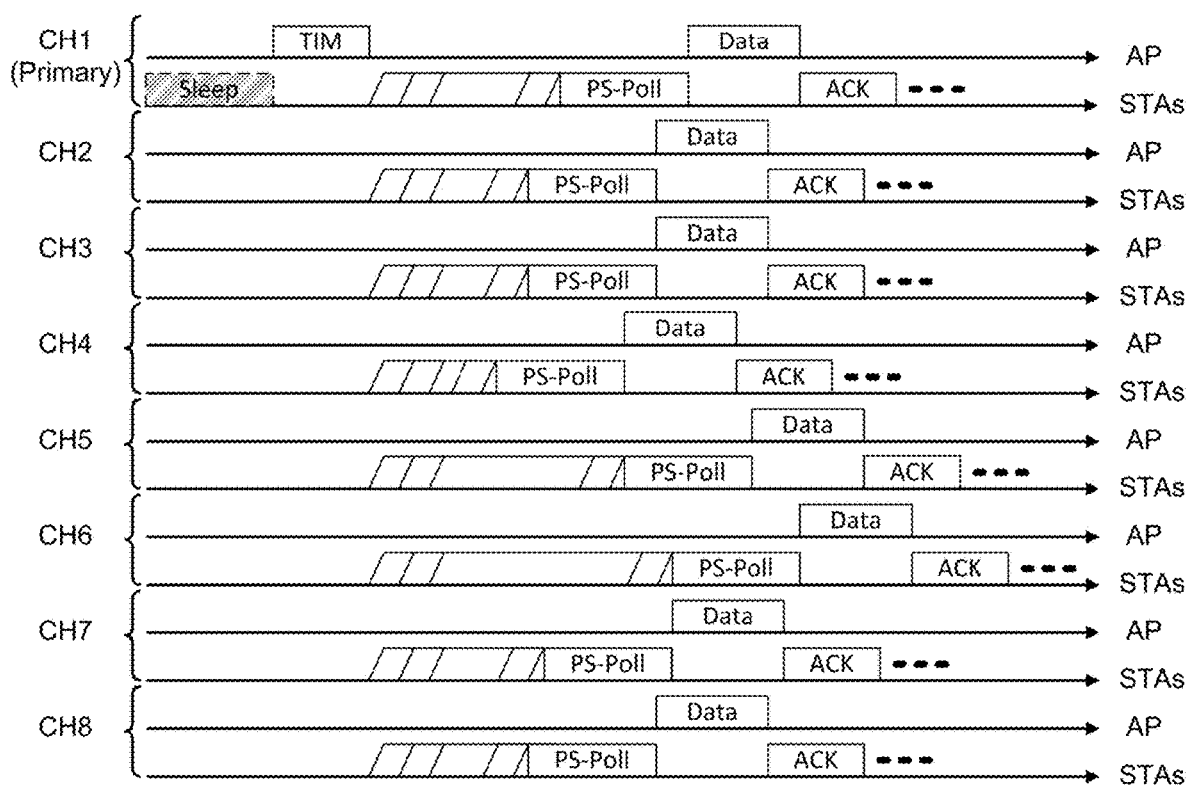 CH1
(Primary)
TIM
Data
AP
Sleep
PS-Poll
ACK
STAs
CH2
Data
AP
PS-Poll
ACK
STAs
CH3
Data
AP
PS-Poll
ACK
STAs
CH4
Data
AP
PS-Poll
ACK
STAs
CH5
Data
AP
PS-Poll
ACK
STAs
CH6
Data
AP
PS-Poll
ACK
STAs
CH7
Data
AP
PS-Poll
ACK
STAs
CH8
Data
AP
PS-Poll
ACK
STAs